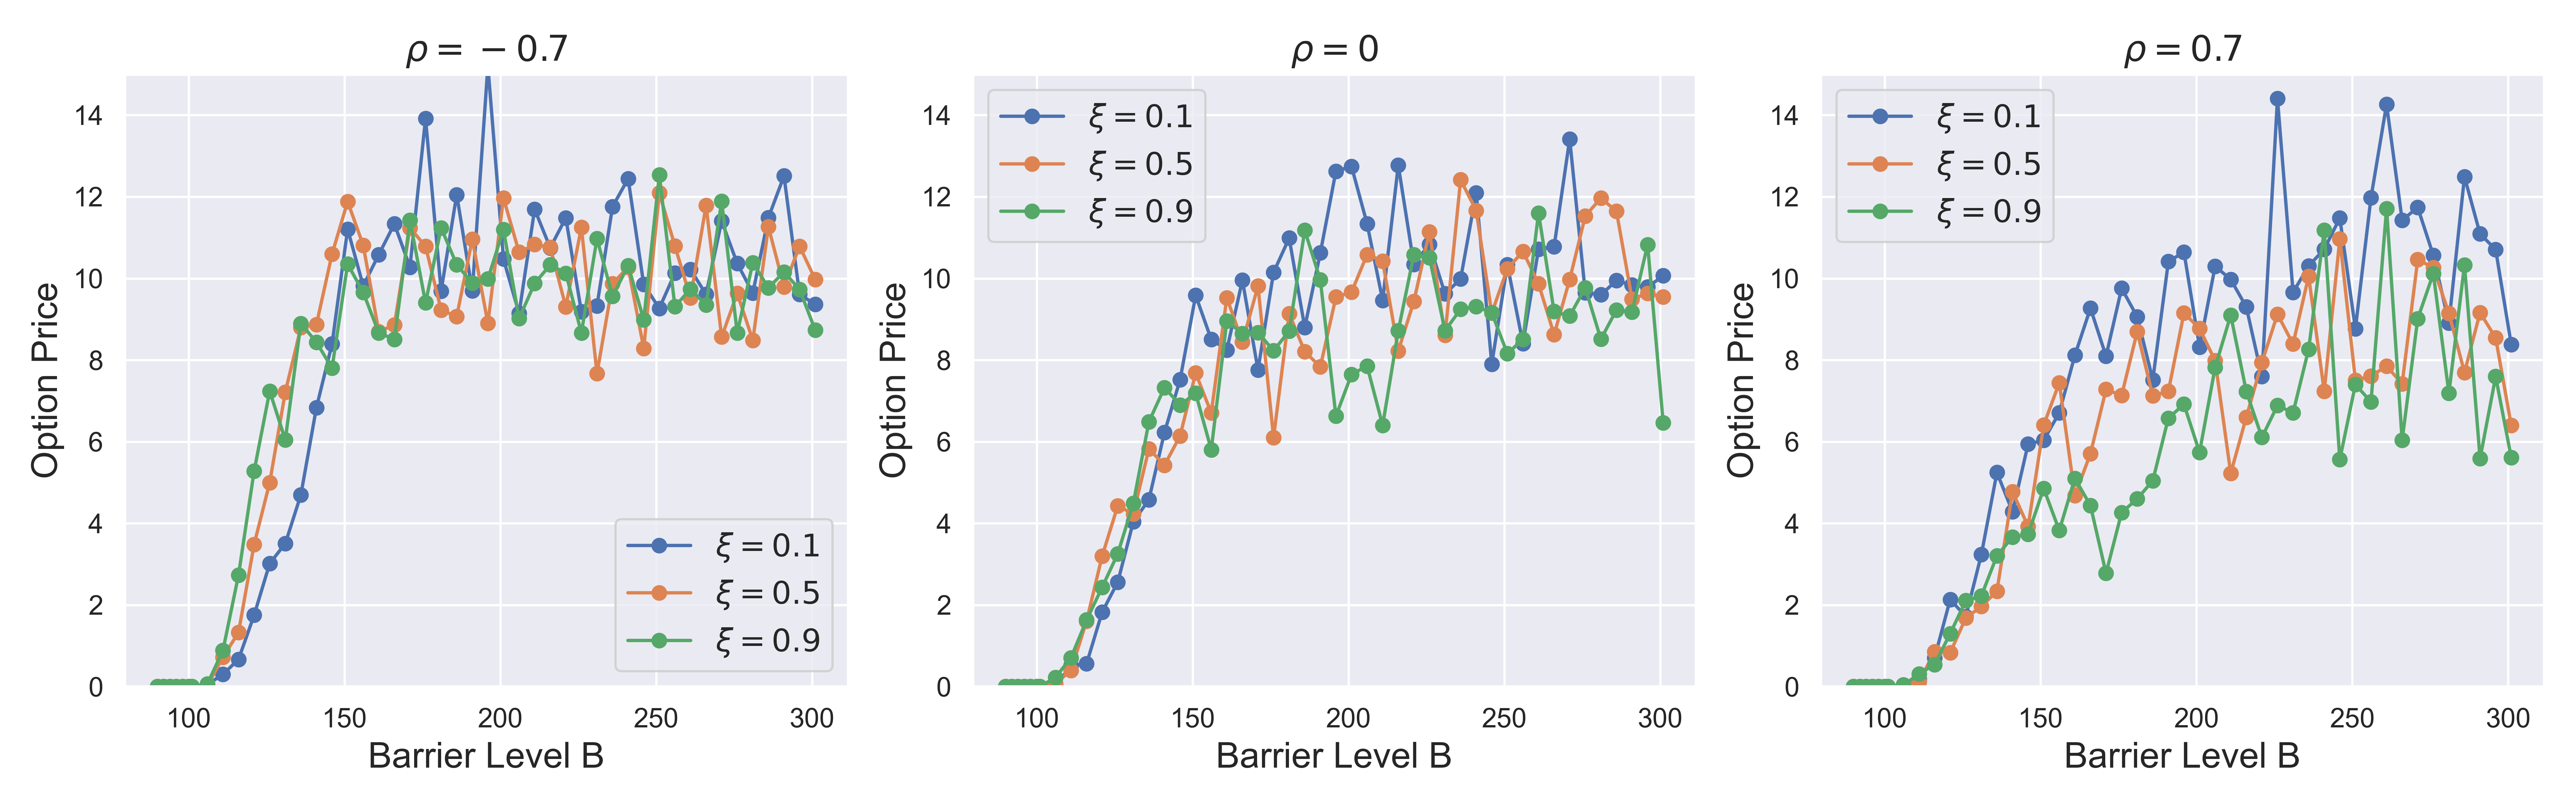 ρ = −0.7
14
12
10
8
6
4
2
0
100 150 200 250 300
Option Price
Barrier Level B
ξ = 0.1
ξ = 0.5
ξ = 0.9
ρ = 0
14
12
10
8
6
4
2
0
100 150 200 250 300
Option Price
Barrier Level B
ξ = 0.1
ξ = 0.5
ξ = 0.9
ρ = 0.7
14
12
10
8
6
4
2
0
100 150 200 250 300
Option Price
Barrier Level B
ξ = 0.1
ξ = 0.5
ξ = 0.9